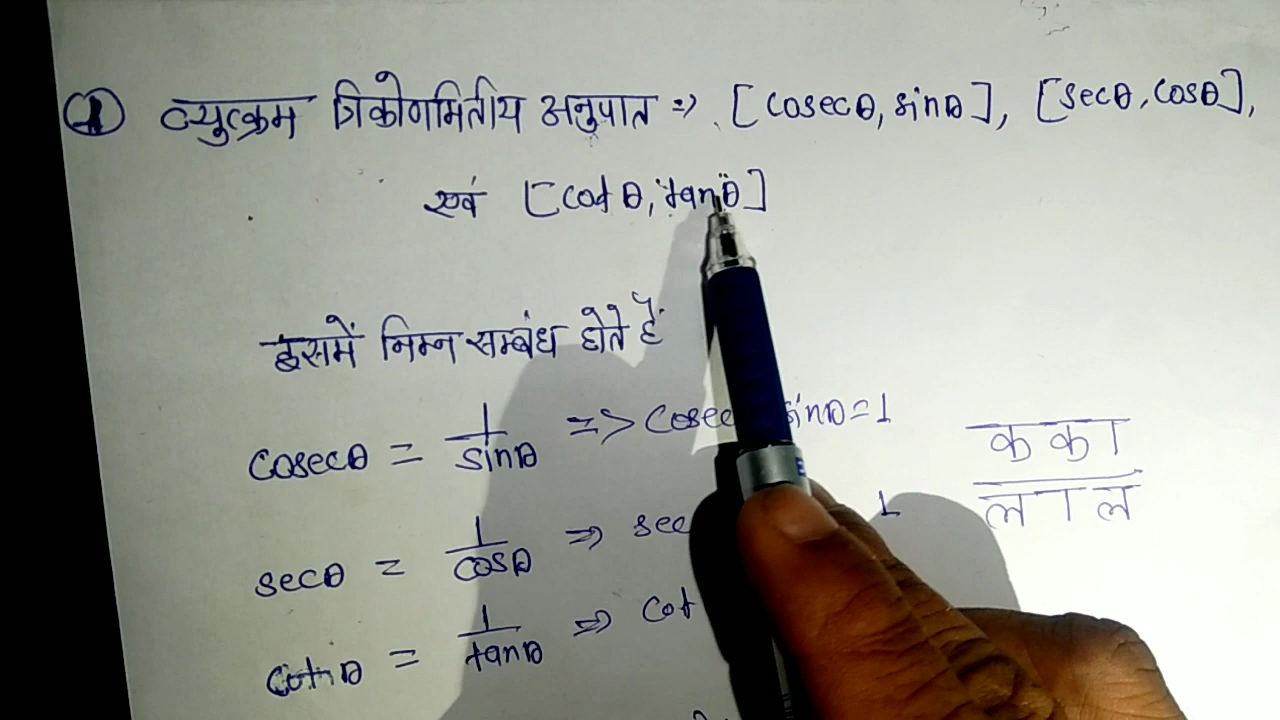 ① व्युत्क्रम त्रिकोणमितीय अनुपात ⇒ [cosecθ, sinθ], [secθ, cosθ],
एवं [cotθ, tanθ]
इसमें निम्न सम्बंध होते हैं
cosecθ = 1/sinθ => cosec sinθ=1
secθ = 1/cosθ ⇒ sec 1
cotθ = 1/tanθ ⇒ cot
क का
लाल